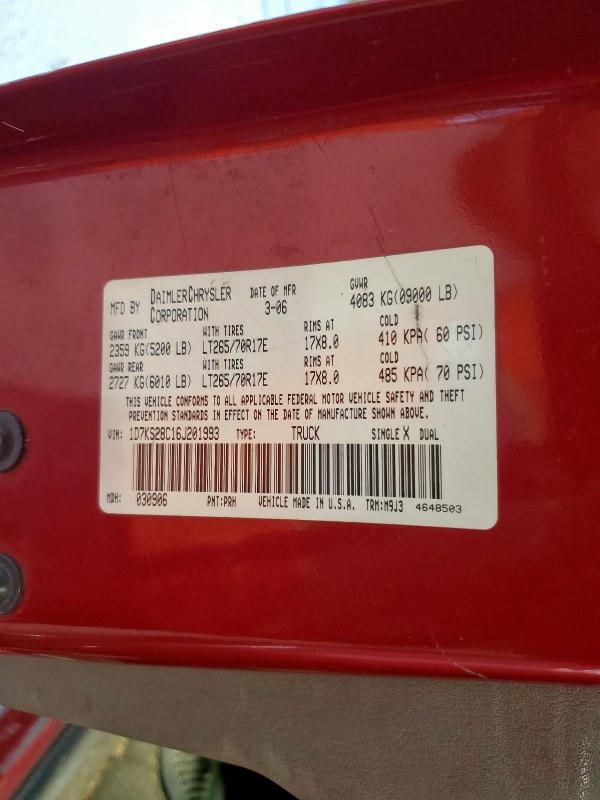 MFD BY DAIMLERCHRYSLER CORPORATION DATE OF MFR 3-06 GVWR 4083 KG(09000 LB)
GAWR FRONT WITH TIRES RIMS AT COLD
2359 KG(5200 LB) LT265/70R17E 17X8.0 410 KPA( 60 PSI)
GAWR REAR WITH TIRES RIMS AT COLD
2727 KG(6010 LB) LT265/70R17E 17X8.0 485 KPA( 70 PSI)
THIS VEHICLE CONFORMS TO ALL APPLICABLE FEDERAL MOTOR VEHICLE SAFETY AND THEFT
PREVENTION STANDARDS IN EFFECT ON THE DATE OF MANUFACTURE SHOWN ABOVE.
VIN: 1D7KS28C16J201993 TYPE: TRUCK SINGLE X DUAL
MDH: 030906 PNT:PRH VEHICLE MADE IN U.S.A. TRM:M9J3 4648503